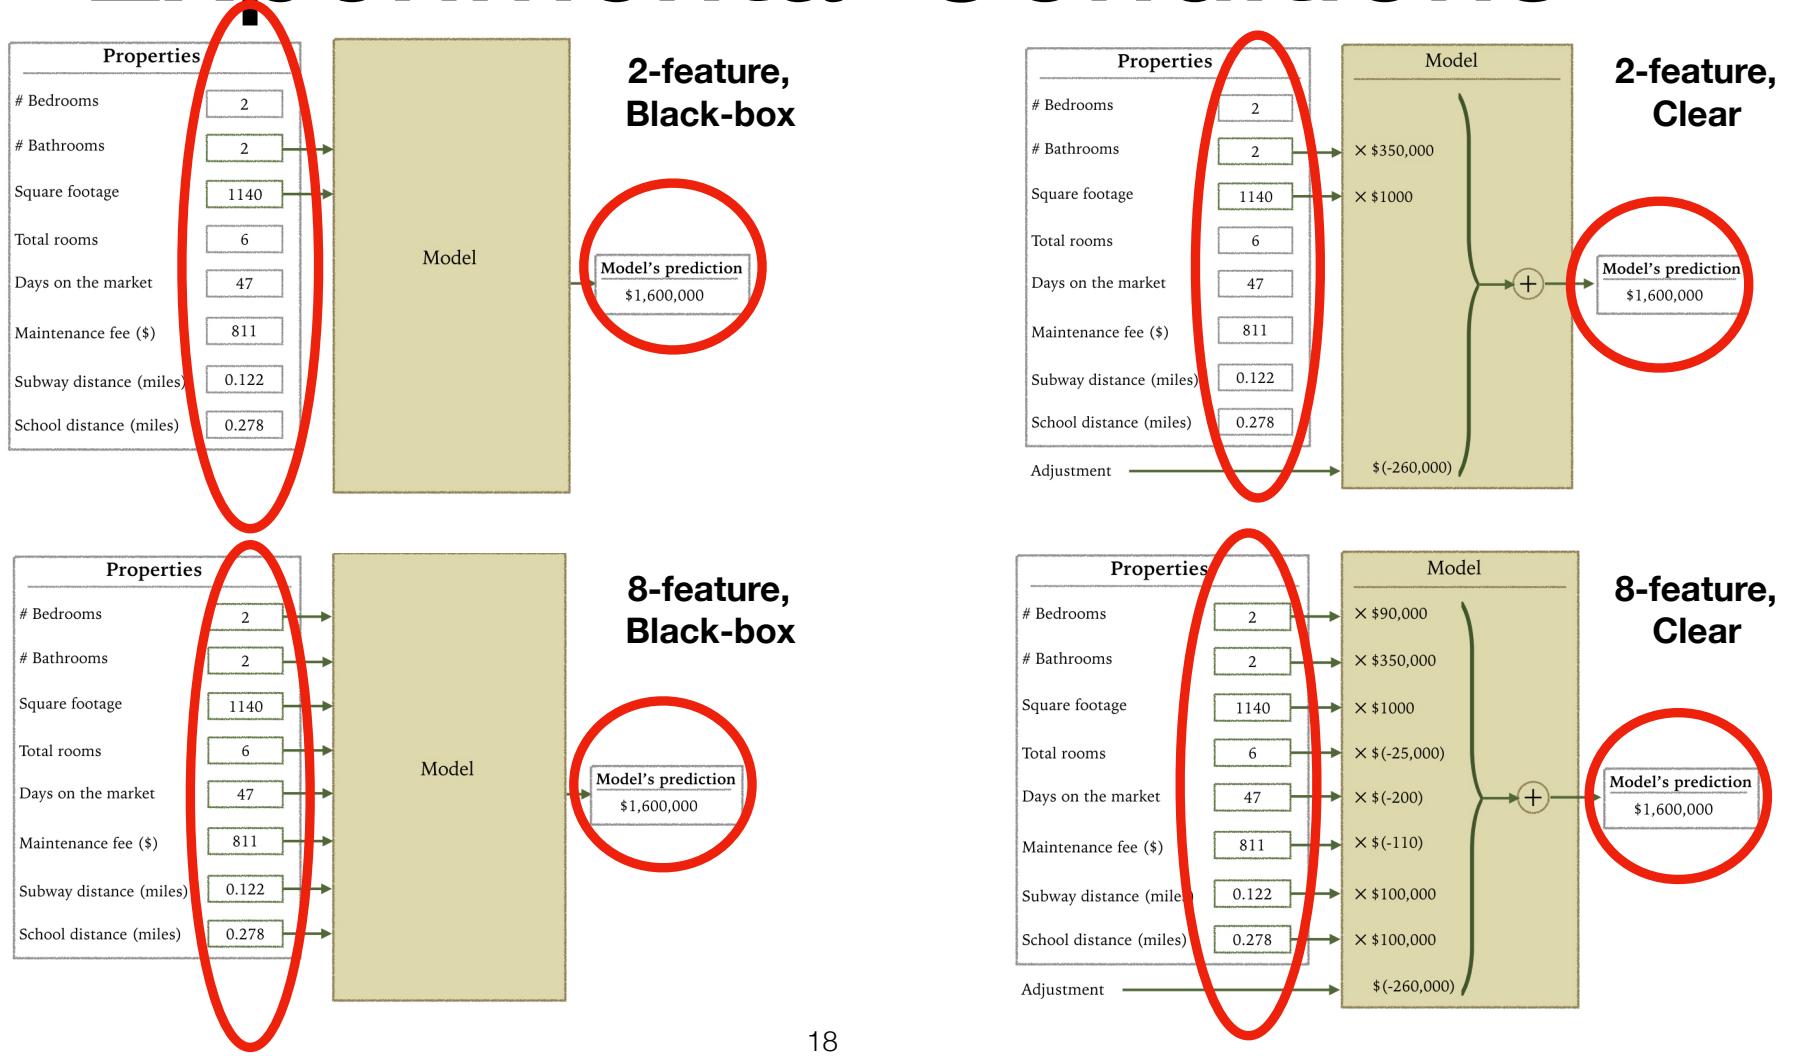 Experimental Conditions
Properties
# Bedrooms 2
# Bathrooms 2
Square footage 1140
Total rooms 6
Days on the market 47
Maintenance fee ($) 811
Subway distance (miles) 0.122
School distance (miles) 0.278
Model
2-feature,
Black-box
Model's prediction
$1,600,000
Properties
Model
# Bedrooms 2
# Bathrooms 2 × $350,000
Square footage 1140 × $1000
Total rooms 6
Days on the market 47
Maintenance fee ($) 811
Subway distance (miles) 0.122
School distance (miles) 0.278
Adjustment $(-260,000)
+
2-feature,
Clear
Model's prediction
$1,600,000
Properties
# Bedrooms 2
# Bathrooms 2
Square footage 1140
Total rooms 6
Days on the market 47
Maintenance fee ($) 811
Subway distance (miles) 0.122
School distance (miles) 0.278
Model
8-feature,
Black-box
Model's prediction
$1,600,000
Properties
Model
# Bedrooms 2 × $90,000
# Bathrooms 2 × $350,000
Square footage 1140 × $1000
Total rooms 6 × $(-25,000)
Days on the market 47 × $(-200)
Maintenance fee ($) 811 × $(-110)
Subway distance (miles) 0.122 × $100,000
School distance (miles) 0.278 × $100,000
Adjustment $(-260,000)
+
8-feature,
Clear
Model's prediction
$1,600,000
18